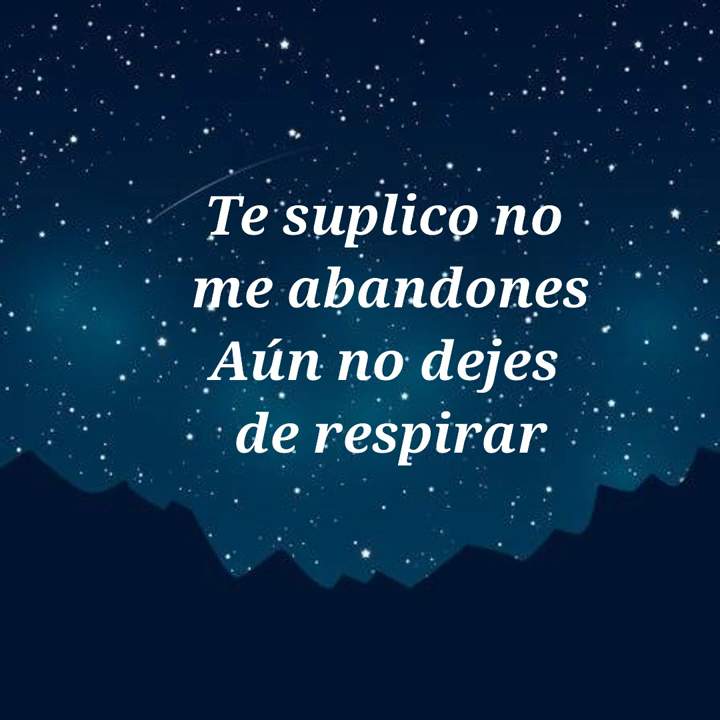 Te suplico no
me abandones
Aún no dejes
de respirar